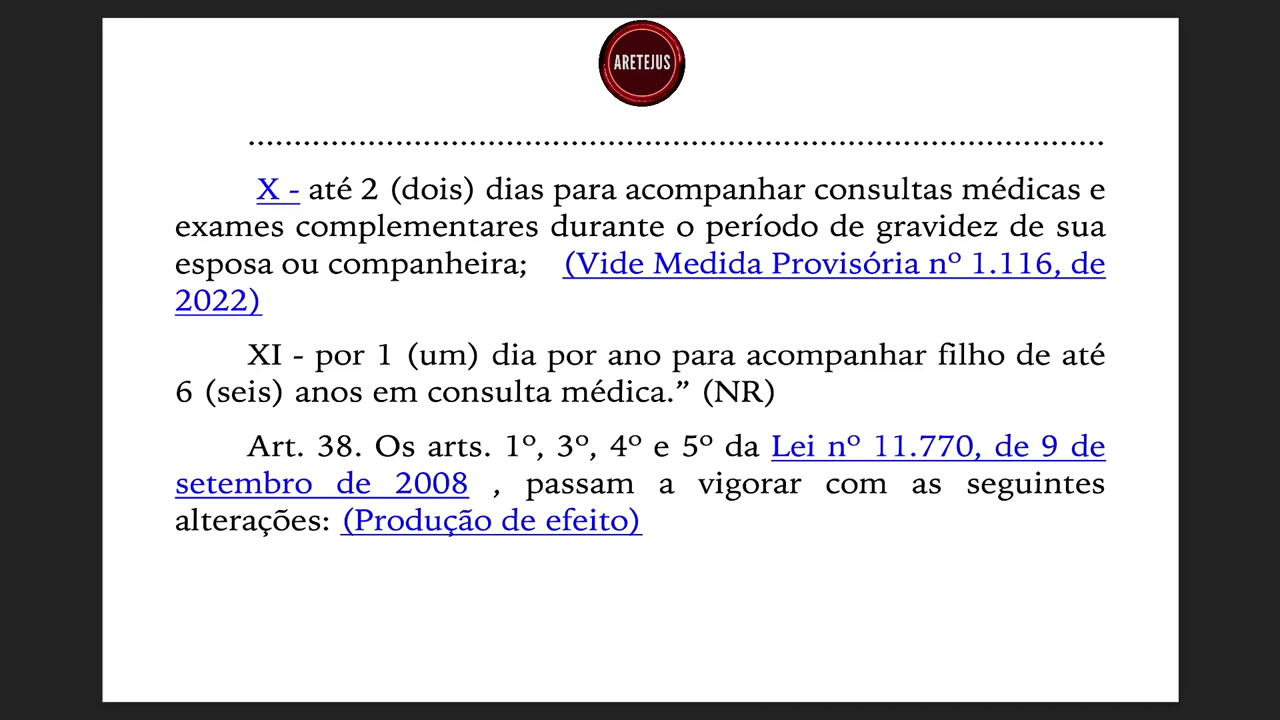 ARETEJUS
.............................................................................................
X - até 2 (dois) dias para acompanhar consultas médicas e
exames complementares durante o período de gravidez de sua
esposa ou companheira; (Vide Medida Provisória nº 1.116, de
2022)
XI - por 1 (um) dia por ano para acompanhar filho de até
6 (seis) anos em consulta médica.” (NR)
Art. 38. Os arts. 1º, 3º, 4º e 5º da Lei nº 11.770, de 9 de
setembro de 2008 , passam a vigorar com as seguintes
alterações: (Produção de efeito)